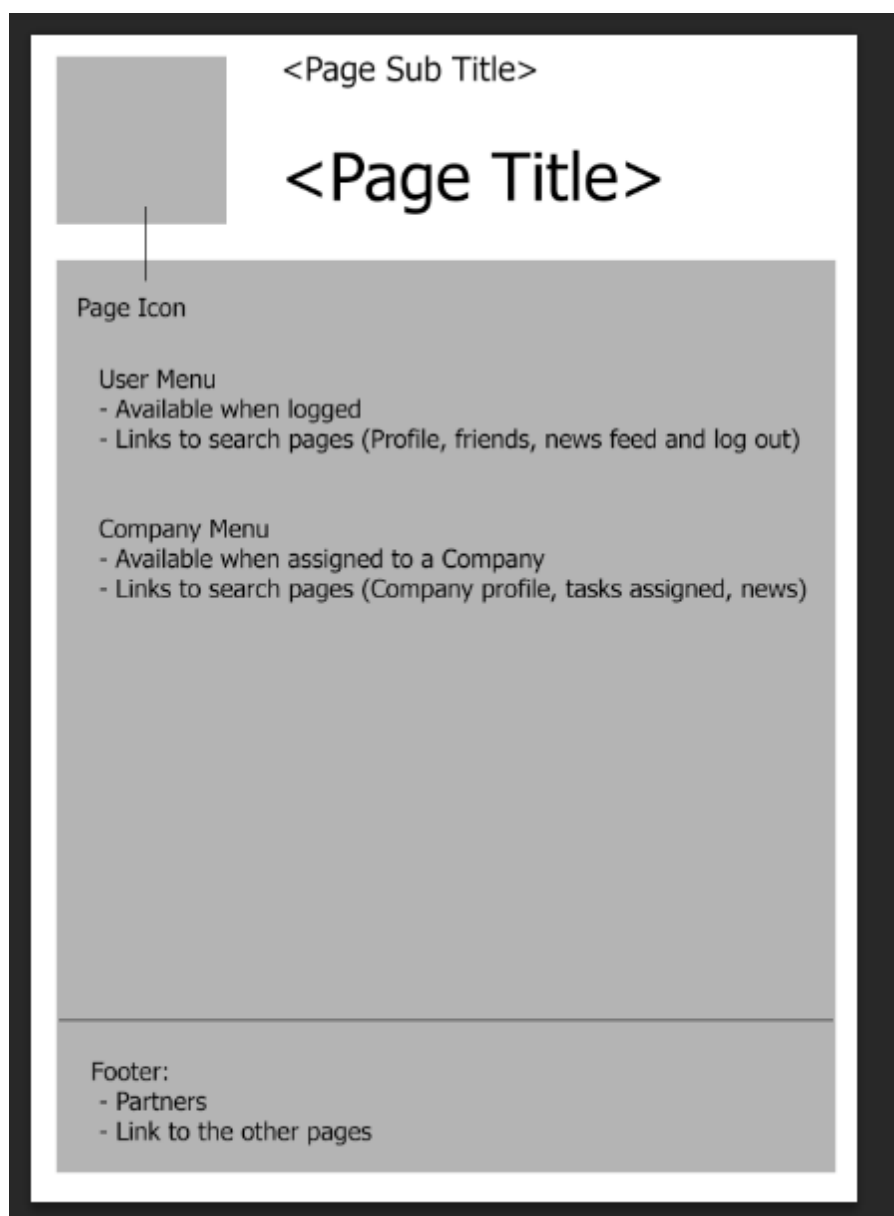 <Page Sub Title>
<Page Title>
Page Icon
User Menu
- Available when logged
- Links to search pages (Profile, friends, news feed and log out)
Company Menu
- Available when assigned to a Company
- Links to search pages (Company profile, tasks assigned, news)
Footer:
- Partners
- Link to the other pages